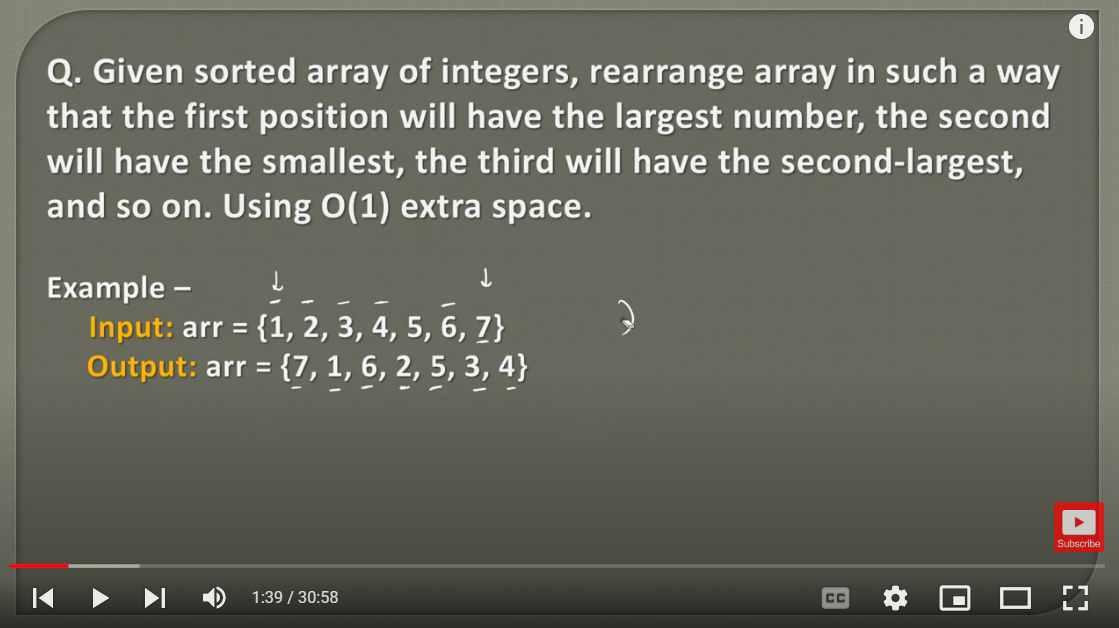 i
Q. Given sorted array of integers, rearrange array in such a way
that the first position will have the largest number, the second
will have the smallest, the third will have the second-largest,
and so on. Using O(1) extra space.
Example –
Input: arr = {1, 2, 3, 4, 5, 6, 7}
Output: arr = {7, 1, 6, 2, 5, 3, 4}
Subscribe
1:39 / 30:58
CC